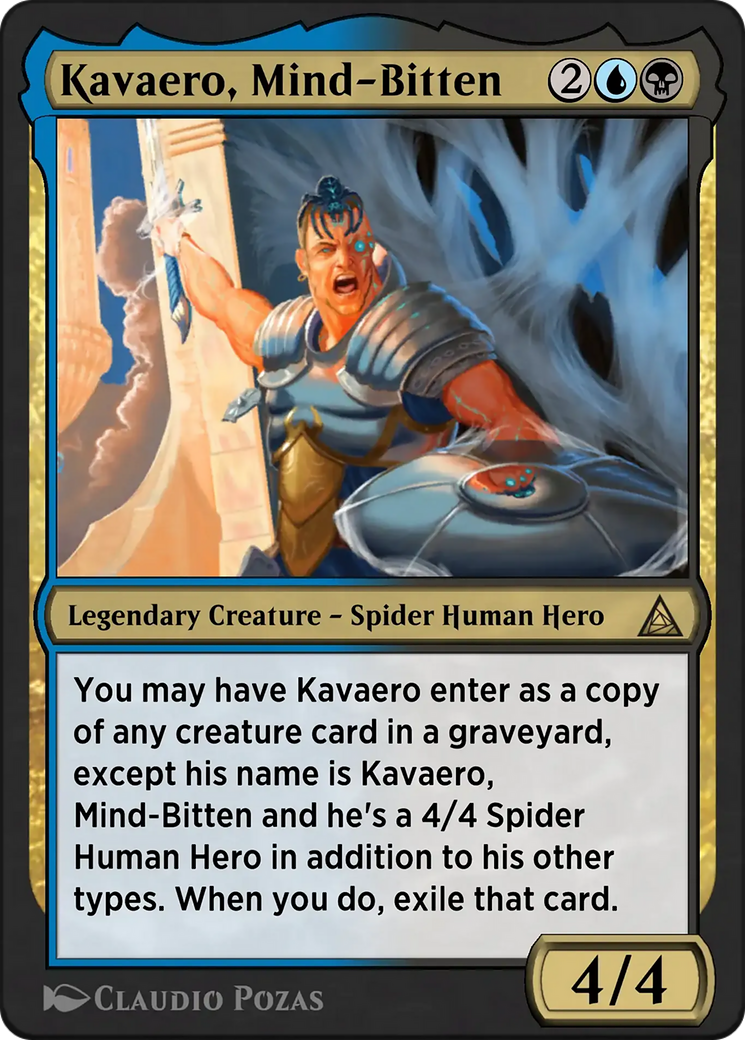 Kavaero, Mind-Bitten 2
Legendary Creature – Spider Human Hero
You may have Kavaero enter as a copy
of any creature card in a graveyard,
except his name is Kavaero,
Mind-Bitten and he's a 4/4 Spider
Human Hero in addition to his other
types. When you do, exile that card.
4/4
Claudio Pozas